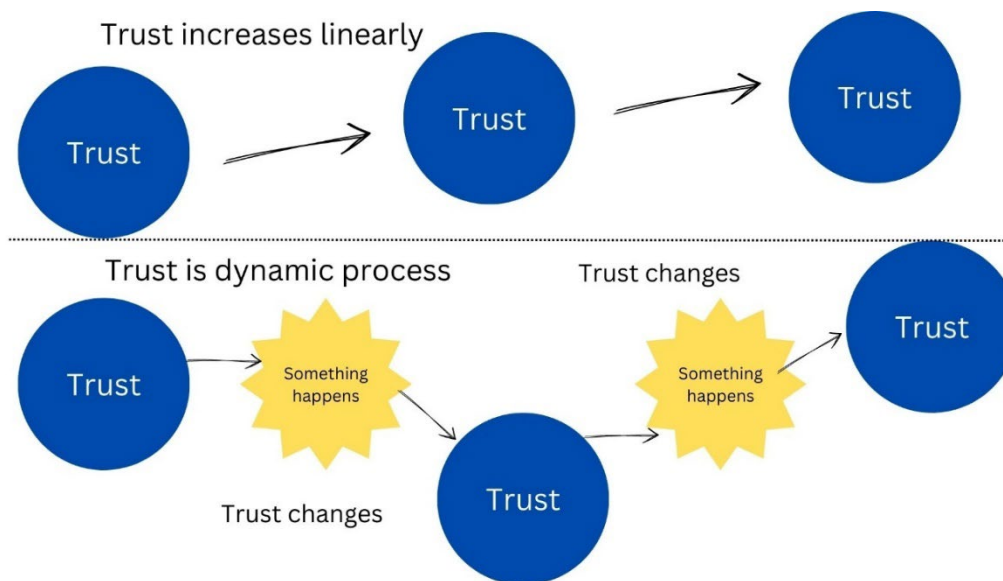 Trust increases linearly
Trust
Trust
Trust
Trust is dynamic process
Trust changes
Trust
Something
happens
Something
happens
Trust
Trust
Trust changes